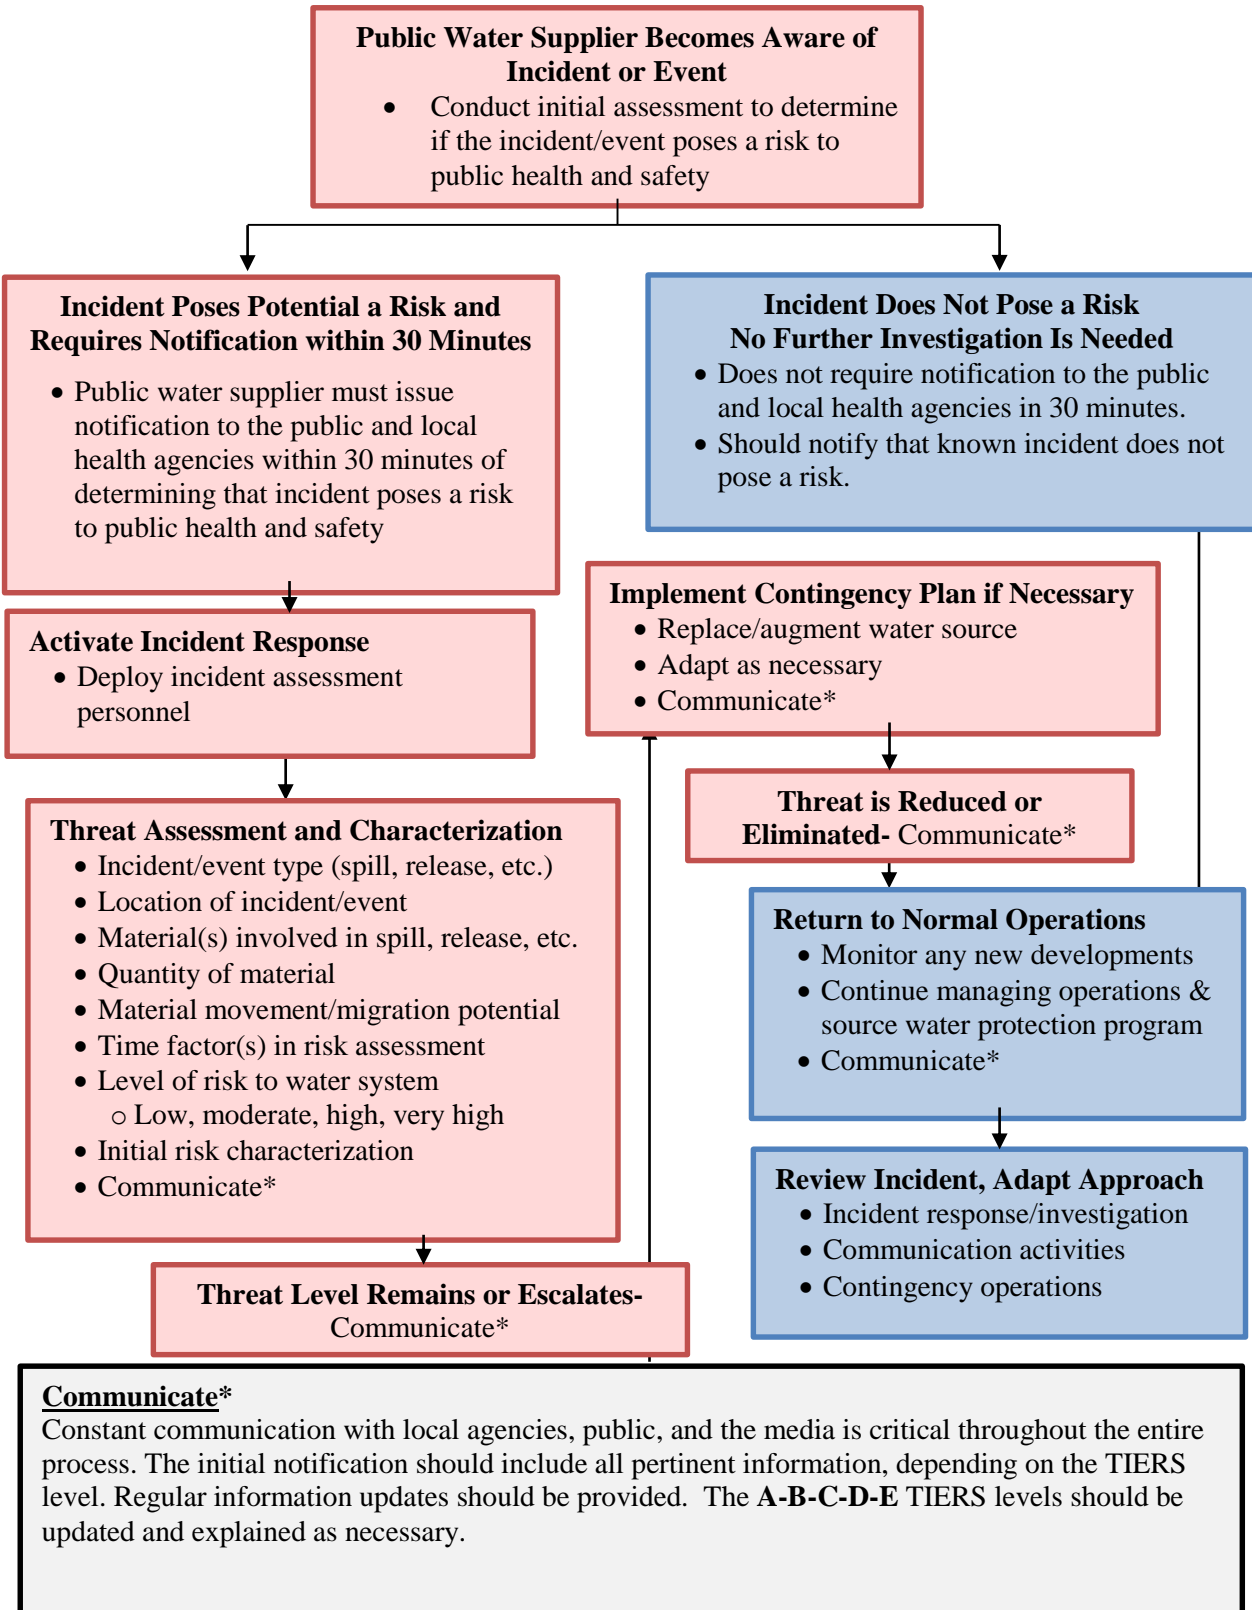 Public Water Supplier Becomes Aware of
Incident or Event
• Conduct initial assessment to determine
if the incident/event poses a risk to
public health and safety
Incident Poses Potential a Risk and
Requires Notification within 30 Minutes
• Public water supplier must issue
notification to the public and local
health agencies within 30 minutes of
determining that incident poses a risk
to public health and safety
Incident Does Not Pose a Risk
No Further Investigation Is Needed
• Does not require notification to the public
and local health agencies in 30 minutes.
• Should notify that known incident does not
pose a risk.
Activate Incident Response
• Deploy incident assessment
personnel
Implement Contingency Plan if Necessary
• Replace/augment water source
• Adapt as necessary
• Communicate*
Threat Assessment and Characterization
• Incident/event type (spill, release, etc.)
• Location of incident/event
• Material(s) involved in spill, release, etc.
• Quantity of material
• Material movement/migration potential
• Time factor(s) in risk assessment
• Level of risk to water system
o Low, moderate, high, very high
• Initial risk characterization
• Communicate*
Threat is Reduced or
Eliminated- Communicate*
Return to Normal Operations
• Monitor any new developments
• Continue managing operations &
source water protection program
• Communicate*
Review Incident, Adapt Approach
• Incident response/investigation
• Communication activities
• Contingency operations
Threat Level Remains or Escalates-
Communicate*
Communicate*
Constant communication with local agencies, public, and the media is critical throughout the entire
process. The initial notification should include all pertinent information, depending on the TIERS
level. Regular information updates should be provided.  The A-B-C-D-E TIERS levels should be
updated and explained as necessary.